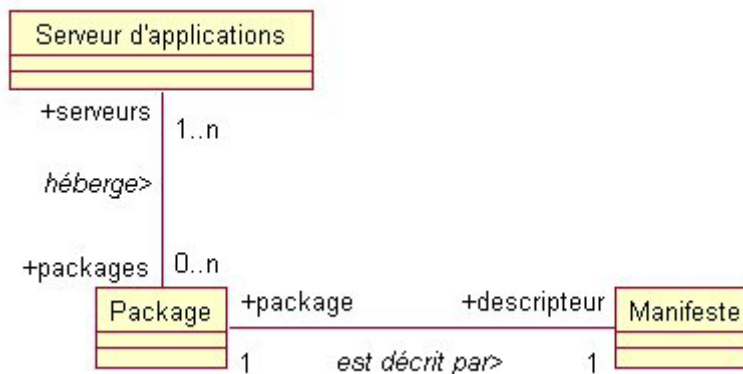 Serveur d'applications
+serveurs
1..n
héberge>
+packages
0..n
Package
+package
+descripteur
Manifeste
1
est décrit par>
1